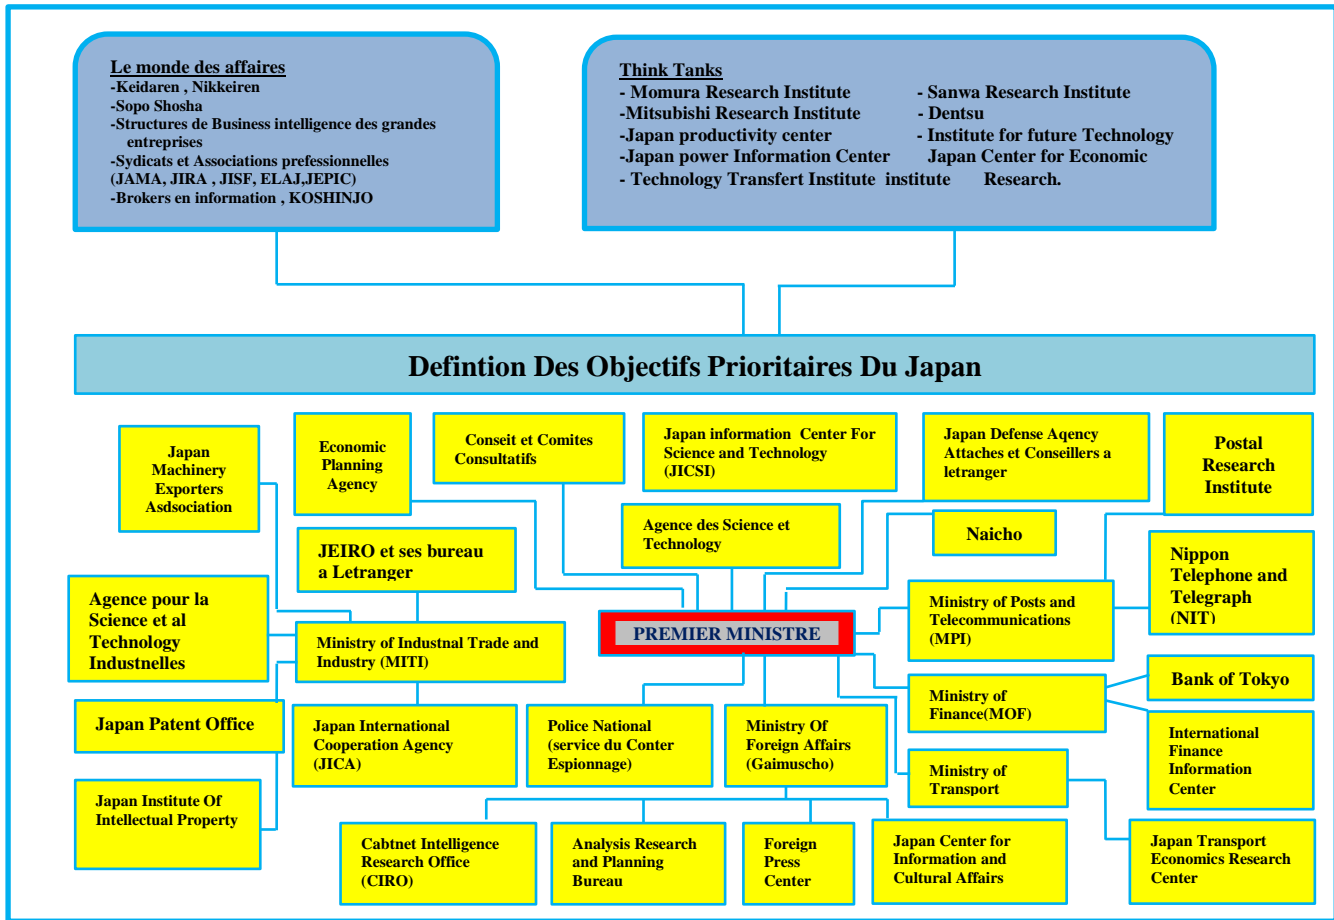 Le monde des affaires
-Keidaren , Nikkeiren
-Sopo Shosha
-Structures de Business intelligence des grandes
entreprises
-Sydicats et Associations prefessionnelles
(JAMA, JIRA , JISF, ELAJ,JEPIC)
-Brokers en information , KOSHINJO
Think Tanks
- Momura Research Institute - Sanwa Research Institute
-Mitsubishi Research Institute - Dentsu
-Japan productivity center - Institute for future Technology
-Japan power Information Center Japan Center for Economic
- Technology Transfert Institute institute Research.
Defintion Des Objectifs Prioritaires Du Japan
Japan
Machinery
Exporters
Asdsociation
Economic
Planning
Agency
Conseit et Comites
Consultatifs
Japan information Center For
Science and Technology
(JICSI)
Japan Defense Aqency
Attaches et Conseillers a
letranger
Postal
Research
Institute
Agence des Science et
Technology
Naicho
JEIRO et ses bureau
a Letranger
Nippon
Telephone and
Telegraph
(NIT)
Agence pour la
Science et al
Technology
Industnelles
Ministry of Industnal Trade and
Industry (MITI)
PREMIER MINISTRE
Ministry of Posts and
Telecommunications
(MPI)
Ministry of
Finance(MOF)
Bank of Tokyo
Japan Patent Office
Japan International
Cooperation Agency
(JICA)
Police National
(service du Conter
Espionnage)
Ministry Of
Foreign Affairs
(Gaimuscho)
International
Finance
Information
Center
Ministry of
Transport
Japan Institute Of
Intellectual Property
Cabtnet Intelligence
Research Office
(CIRO)
Analysis Research
and Planning
Bureau
Foreign
Press
Center
Japan Center for
Information and
Cultural Affairs
Japan Transport
Economics Research
Center